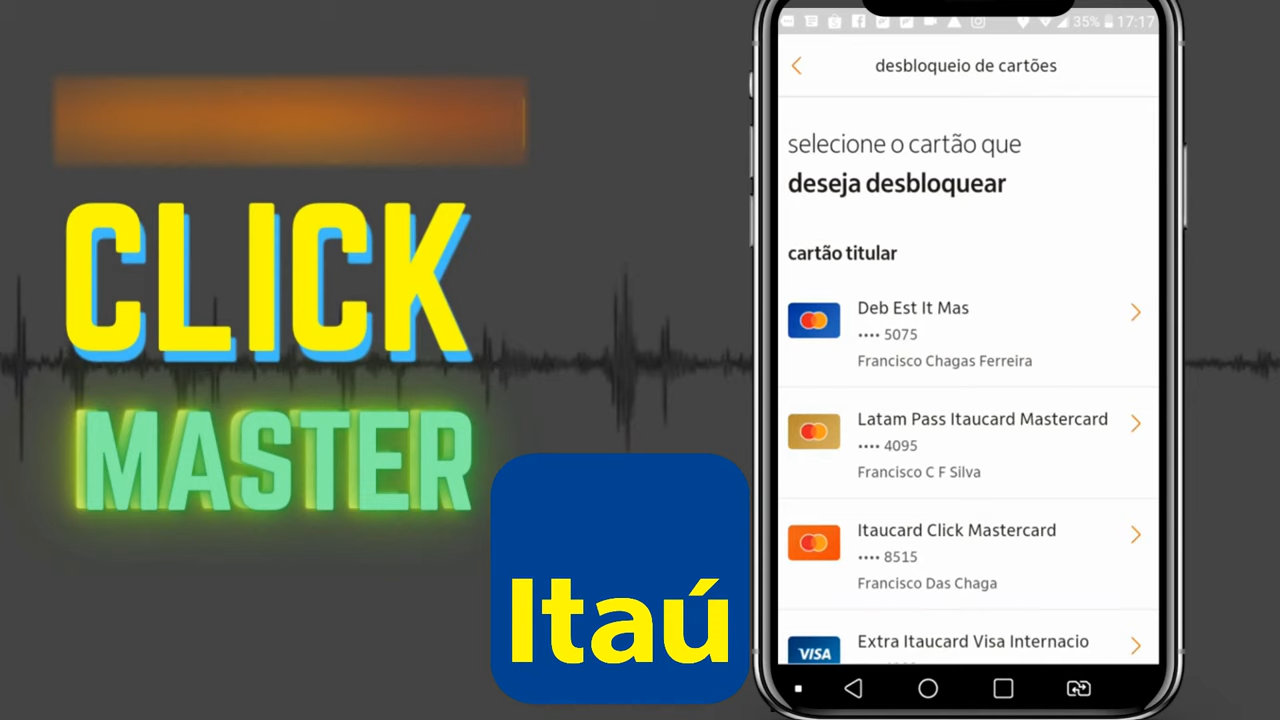 CLICK
MASTER
Itaú
35% 17:17
desbloqueio de cartões
selecione o cartão que
deseja desbloquear
cartão titular
Deb Est It Mas
•••• 5075
Francisco Chagas Ferreira
Latam Pass Itaucard Mastercard
•••• 4095
Francisco C F Silva
Itaucard Click Mastercard
•••• 8515
Francisco Das Chaga
Extra Itaucard Visa Internacio
VISA